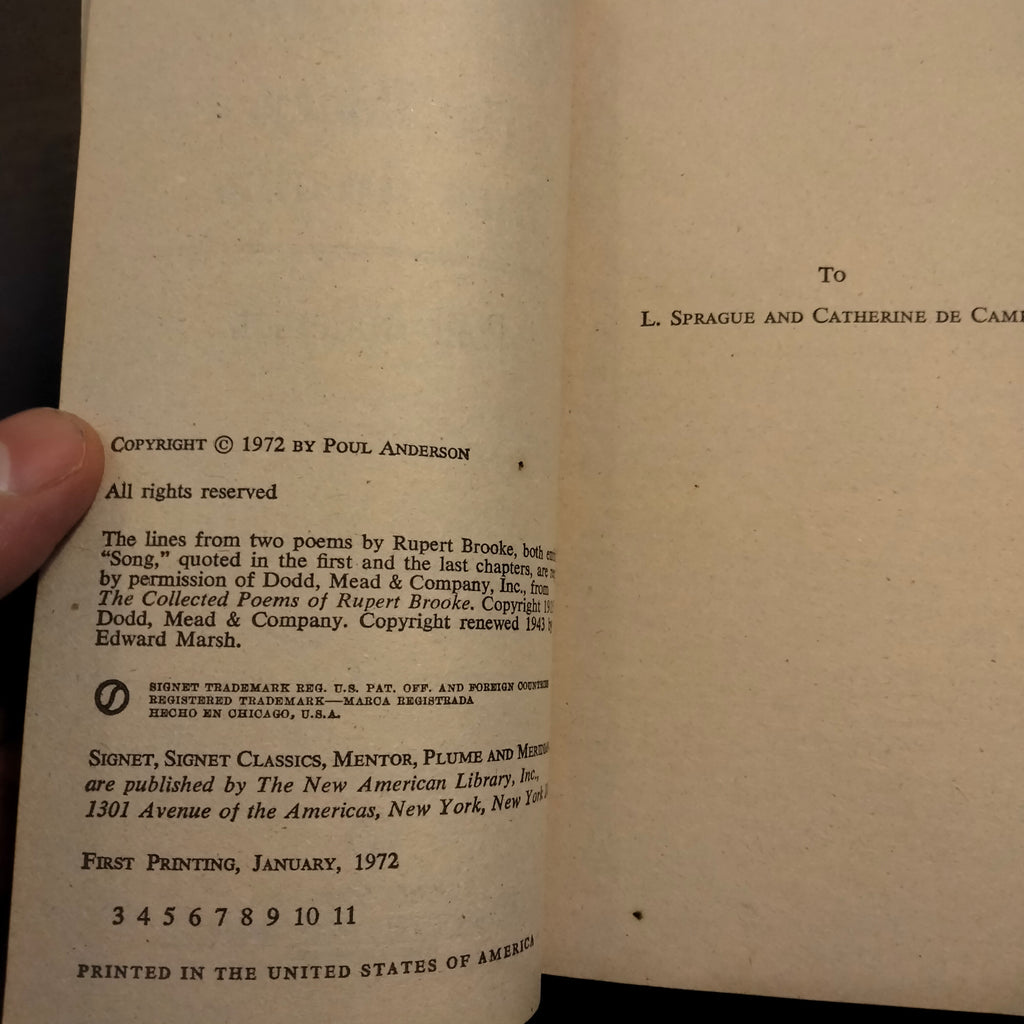 COPYRIGHT © 1972 BY POUL ANDERSON
All rights reserved
The lines from two poems by Rupert Brooke, both
“Song,” quoted in the first and the last chapters, are
by permission of Dodd, Mead & Company, Inc., from
The Collected Poems of Rupert Brooke. Copyright
Dodd, Mead & Company. Copyright renewed 1943
Edward Marsh.
SIGNET TRADEMARK REG. U.S. PAT. OFF. AND FOREIGN
REGISTERED TRADEMARK—MARCA REGISTRADA
HECHO EN CHICAGO, U.S.A.
SIGNET, SIGNET CLASSICS, MENTOR, PLUME AND
are published by The New American Library, Inc.,
1301 Avenue of the Americas, New York, New York
FIRST PRINTING, JANUARY, 1972
3 4 5 6 7 8 9 10 11
PRINTED IN THE UNITED STATES OF AMERICA
TO
L. SPRAGUE AND CATHERINE DE